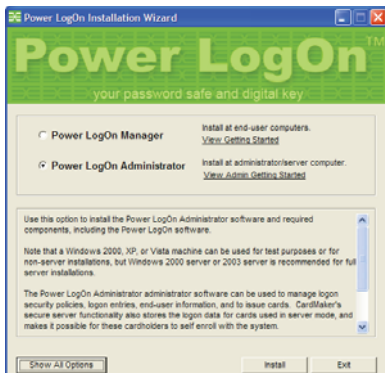 Power LogOn Installation Wizard
Power LogOn™
your password safe and digital key
Power LogOn Manager
Install at end-user computers.
View Getting Started
Power LogOn Administrator
Install at administrator/server computer.
View Admin Getting Started
Use this option to install the Power LogOn Administrator software and required
components, including the Power LogOn software.
Note that a Windows 2000, XP, or Vista machine can be used for test purposes or for
non-server installations, but Windows 2000 server or 2003 server is recommended for full
server installations.
The Power LogOn Administrator administrator software can be used to manage logon
security policies, logon entries, end-user information, and to issue cards. CardMaker's
secure server functionality also stores the logon data for cards used in server mode, and
makes it possible for these cardholders to self enroll with the system.
Show All Options
Install
Exit